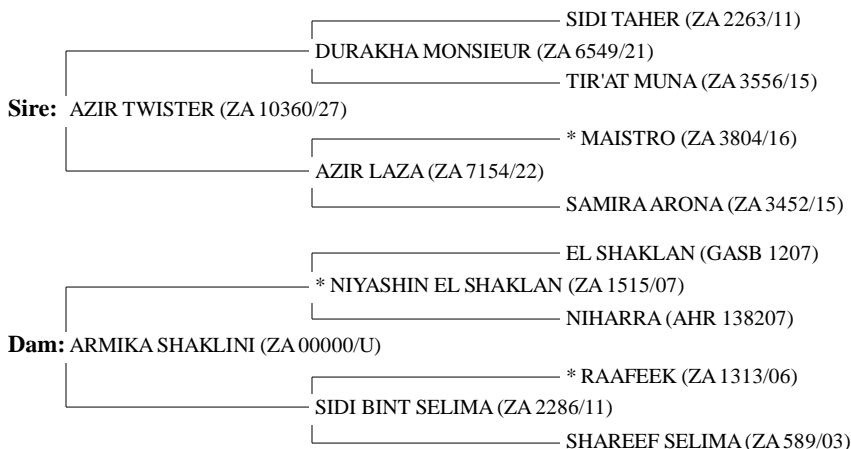 SIDI TAHER (ZA 2263/11)
DURAKHA MONSIEUR (ZA 6549/21)
TIR'AT MUNA (ZA 3556/15)
Sire: AZIR TWISTER (ZA 10360/27)
* MAISTRO (ZA 3804/16)
AZIR LAZA (ZA 7154/22)
SAMIRA ARONA (ZA 3452/15)
EL SHAKLAN (GASB 1207)
* NIYASHIN EL SHAKLAN (ZA 1515/07)
NIHARRA (AHR 138207)
Dam: ARMIKA SHAKLINI (ZA 00000/U)
* RAAFEEK (ZA 1313/06)
SIDI BINT SELIMA (ZA 2286/11)
SHAREEF SELIMA (ZA 589/03)